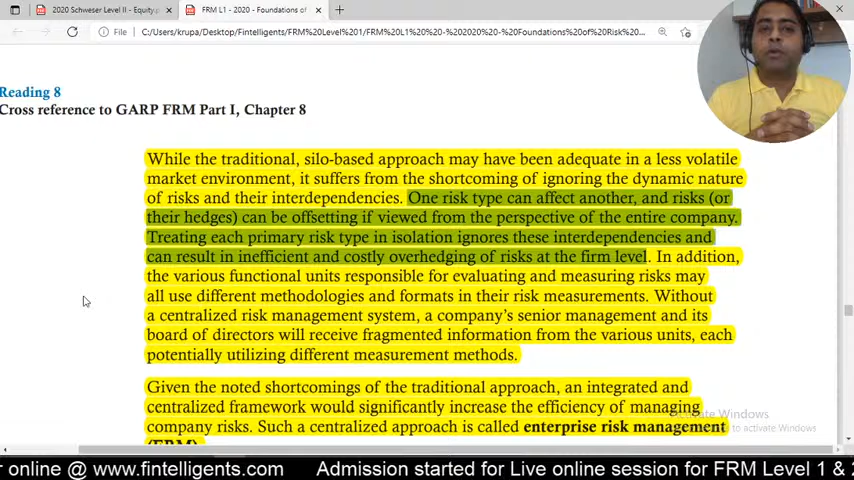 2020 Schweser Level II - Equity.p
FRM L1 - 2020 - Foundations of
File
C:/Users/krupa/Desktop/Fintelligents/FRM%20Level%201/FRM%20L1%20-%202020%20-%20Foundations%20of%20Risk%20M...
Reading 8
Cross reference to GARP FRM Part I, Chapter 8
While the traditional, silo-based approach may have been adequate in a less volatile
market environment, it suffers from the shortcoming of ignoring the dynamic nature
of risks and their interdependencies. One risk type can affect another, and risks (or
their hedges) can be offsetting if viewed from the perspective of the entire company.
Treating each primary risk type in isolation ignores these interdependencies and
can result in inefficient and costly overhedging of risks at the firm level. In addition,
the various functional units responsible for evaluating and measuring risks may
all use different methodologies and formats in their risk measurements. Without
a centralized risk management system, a company's senior management and its
board of directors will receive fragmented information from the various units, each
potentially utilizing different measurement methods.
Given the noted shortcomings of the traditional approach, an integrated and
centralized framework would significantly increase the efficiency of managing
company risks. Such a centralized approach is called enterprise risk management
(ERM)
Activate Windows
to activate Windows.
r online @ www.fintelligents.com Admission started for Live online session for FRM Level 1 & 2